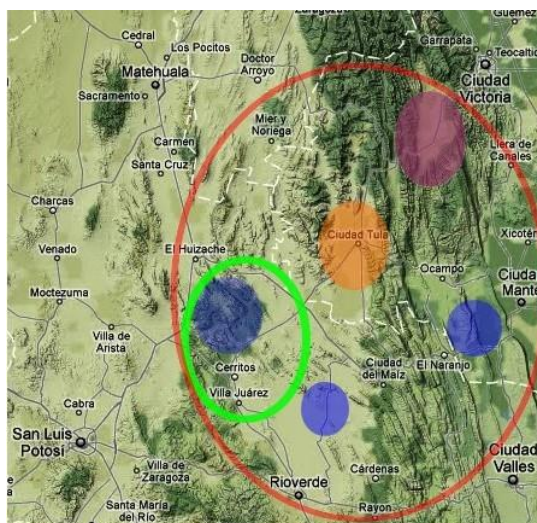 Zaragoza
Güemez
Cedral
Garrapata
Los Pocitos
Teocaltic
Matehuala
Doctor
Arroyo
Ciudad
Victoria
Sacramento
Mier y
Noriega
Carmen
Llera de
Canales
Santa Cruz
Charcas
Ciudad Tula
Xicotén
Venado
El Huizache
Ocampo
Moctezuma
Ciudad
Mante
Villa de
Arista
El Naranjo
Cerritos
Ciudad
del Maíz
Villa Juárez
Cabra
San Luis
Potosí
Ciudad
Valles
Villa de
Zaragoza
Cárdenas
Rioverde
Santa María
del Río
Rayon